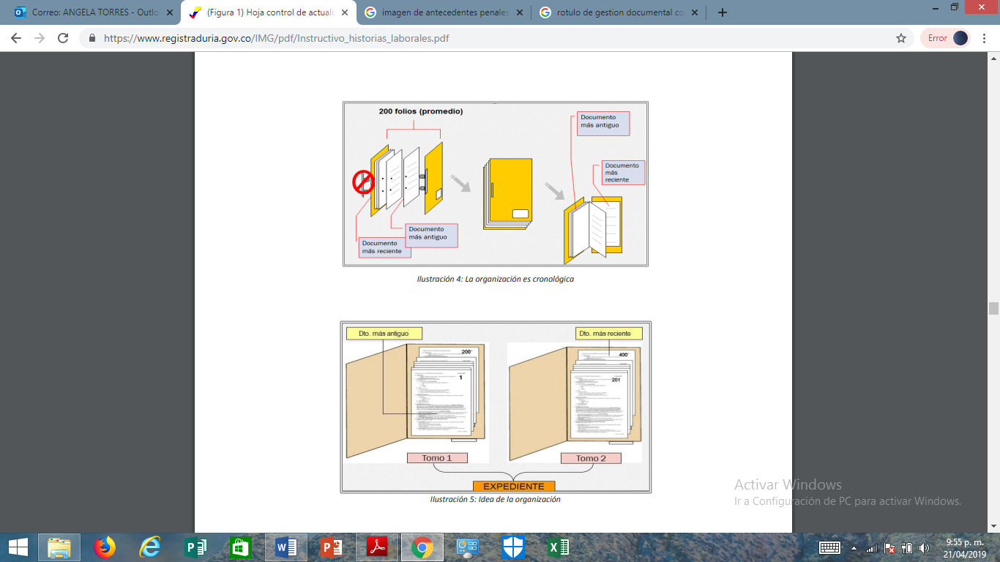 Correo: ANGELA TORRES - Outlo
(Figura 1) Hoja control de actuali
imagen de antecedentes penales
rotulo de gestion documental co
https://www.registraduria.gov.co/IMG/pdf/Instructivo_historias_laborales.pdf
Error
200 folios (promedio)
Documento
más antiguo
Documento
más
reciente
Documento
más antiguo
Documento
más reciente
Ilustración 4: La organización es cronológica
Dto. más antiguo
Dto. más reciente
200
1
400
201
Tomo 1
Tomo 2
EXPEDIENTE
Ilustración 5: Idea de la organización
Activar Windows
Ir a Configuración de PC para activar Windows.
9:55 p. m.
21/04/2019